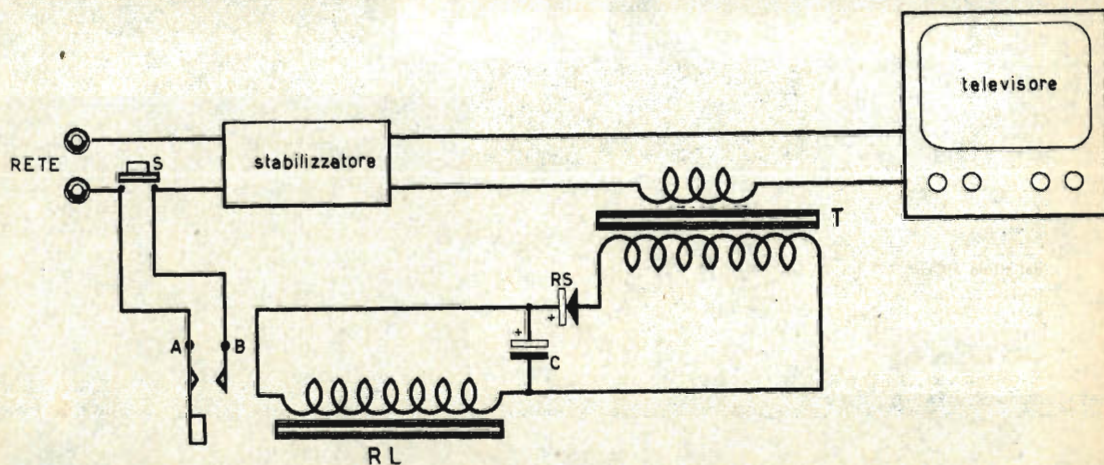 televisore
RETE
S
stabilizzatore
T
RS
+
+
C
A
B
RL